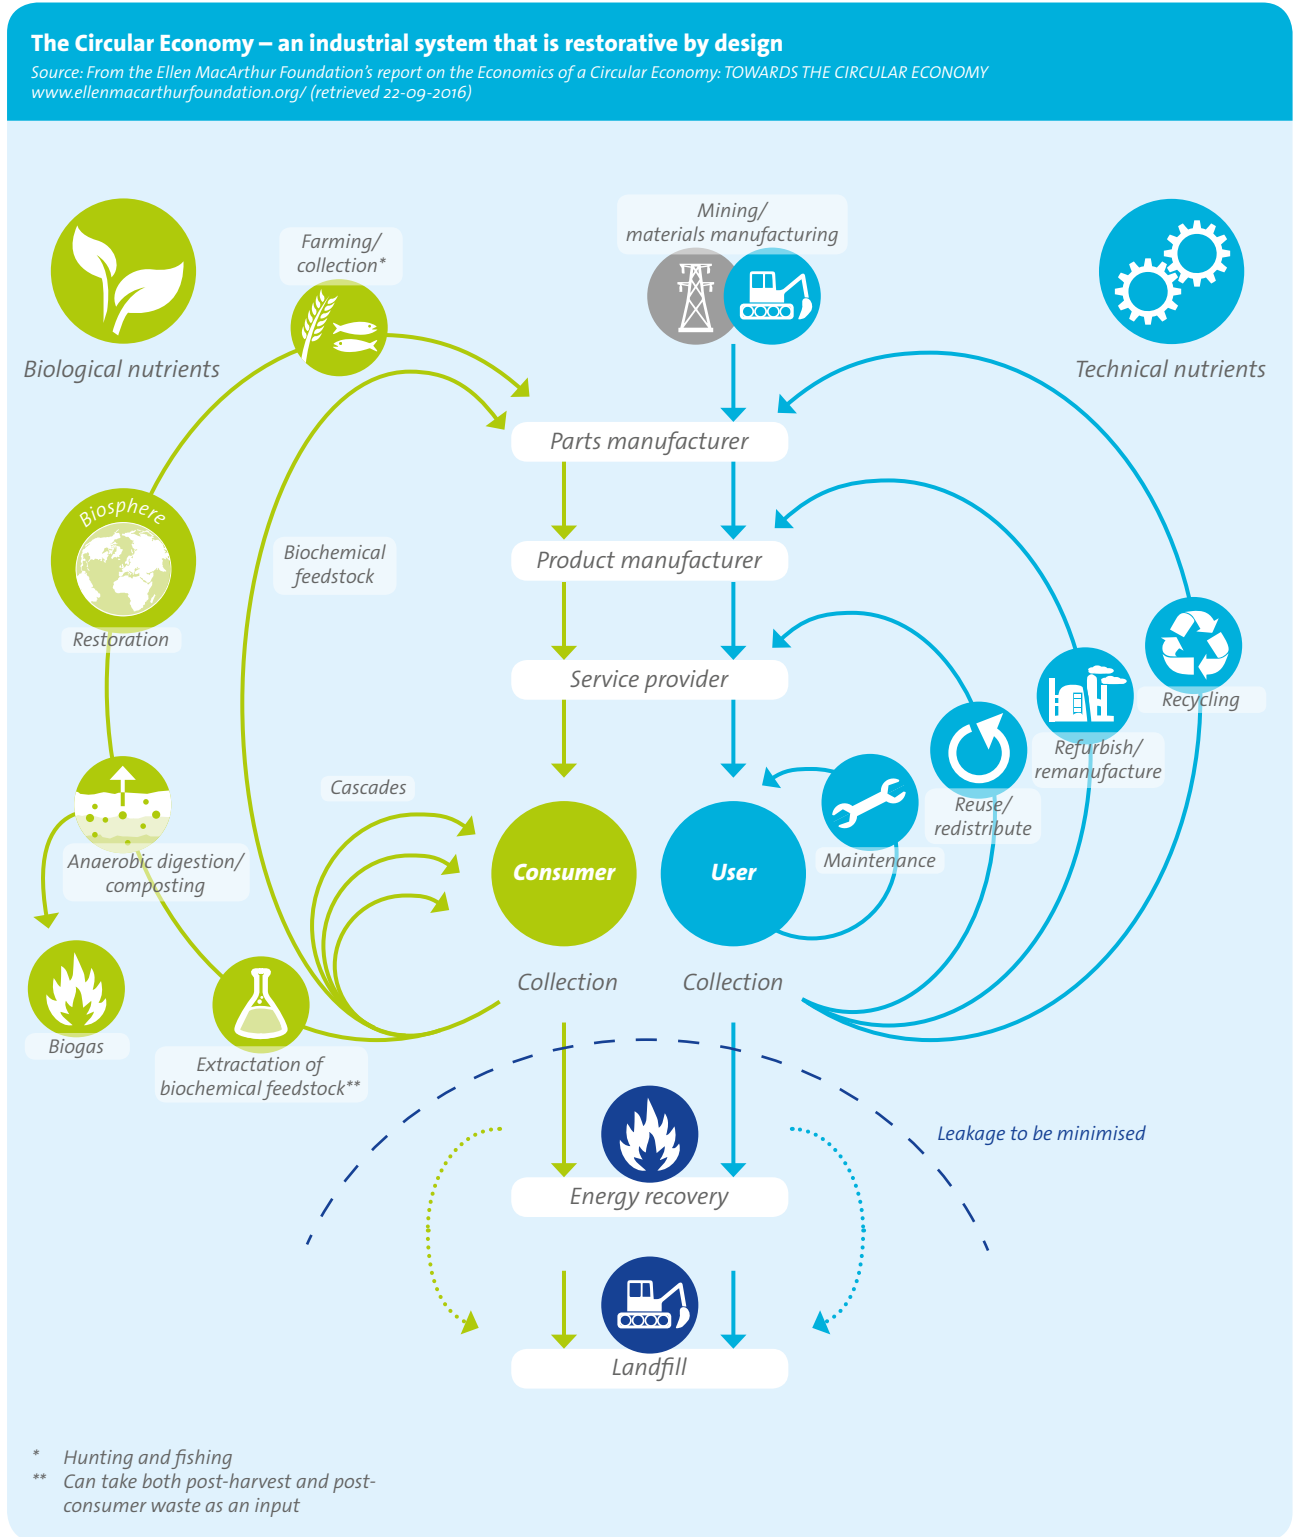 The Circular Economy – an industrial system that is restorative by design
Source: From the Ellen MacArthur Foundation's report on the Economics of a Circular Economy: TOWARDS THE CIRCULAR ECONOMY
www.ellenmacarthurfoundation.org/ (retrieved 22-09-2016)
Mining/
materials manufacturing
Farming/
collection*
Biological nutrients
Technical nutrients
Parts manufacturer
Biosphere
Biochemical
feedstock
Product manufacturer
Restoration
Service provider
Recycling
Refurbish/
remanufacture
Cascades
Reuse/
redistribute
Anaerobic digestion/
composting
Maintenance
Consumer
User
Collection
Collection
Biogas
Extractation of
biochemical feedstock**
Leakage to be minimised
Energy recovery
Landfill
* Hunting and fishing
** Can take both post-harvest and post-
consumer waste as an input